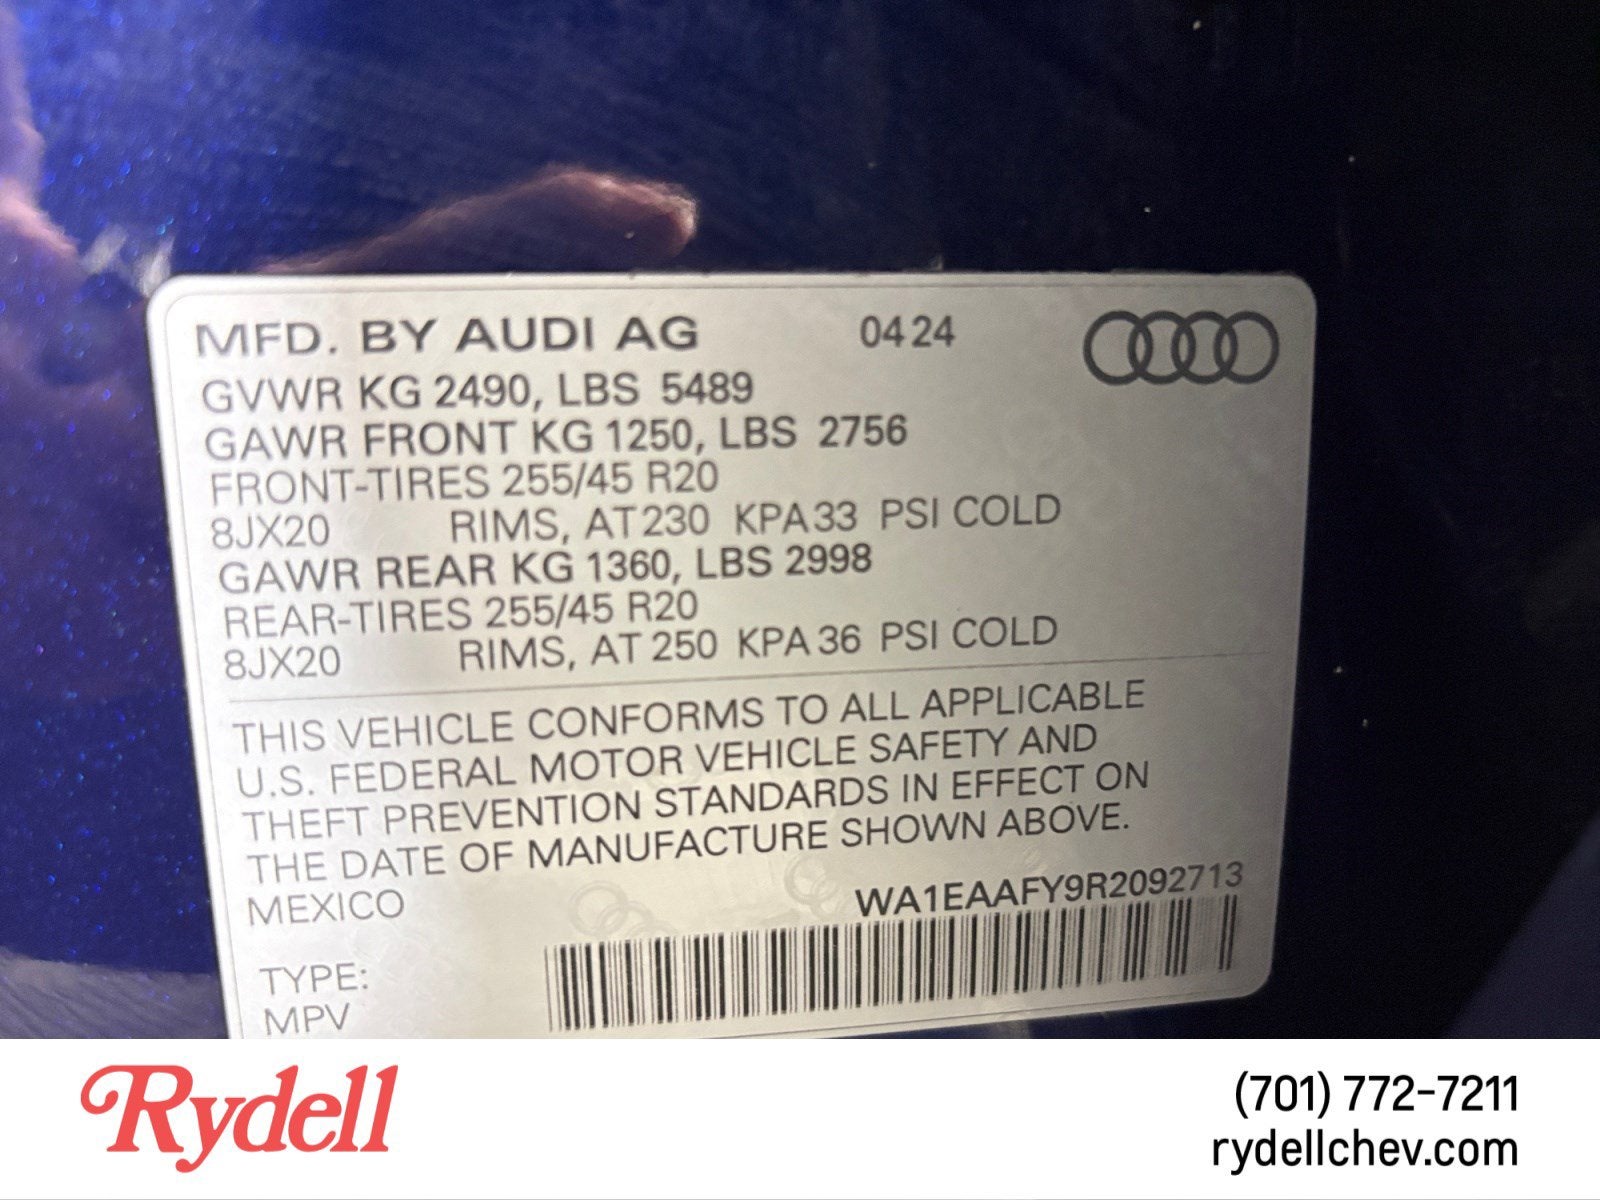 MFD. BY AUDI AG 04 24
GVWR KG 2490, LBS 5489
GAWR FRONT KG 1250, LBS 2756
FRONT-TIRES 255/45 R20
8JX20 RIMS, AT 230 KPA 33 PSI COLD
GAWR REAR KG 1360, LBS 2998
REAR-TIRES 255/45 R20
8JX20 RIMS, AT 250 KPA 36 PSI COLD
THIS VEHICLE CONFORMS TO ALL APPLICABLE
U.S. FEDERAL MOTOR VEHICLE SAFETY AND
THEFT PREVENTION STANDARDS IN EFFECT ON
THE DATE OF MANUFACTURE SHOWN ABOVE.
MEXICO WA1EAAFY9R2092713
TYPE:
MPV
Rydell
(701) 772-7211
rydellchev.com